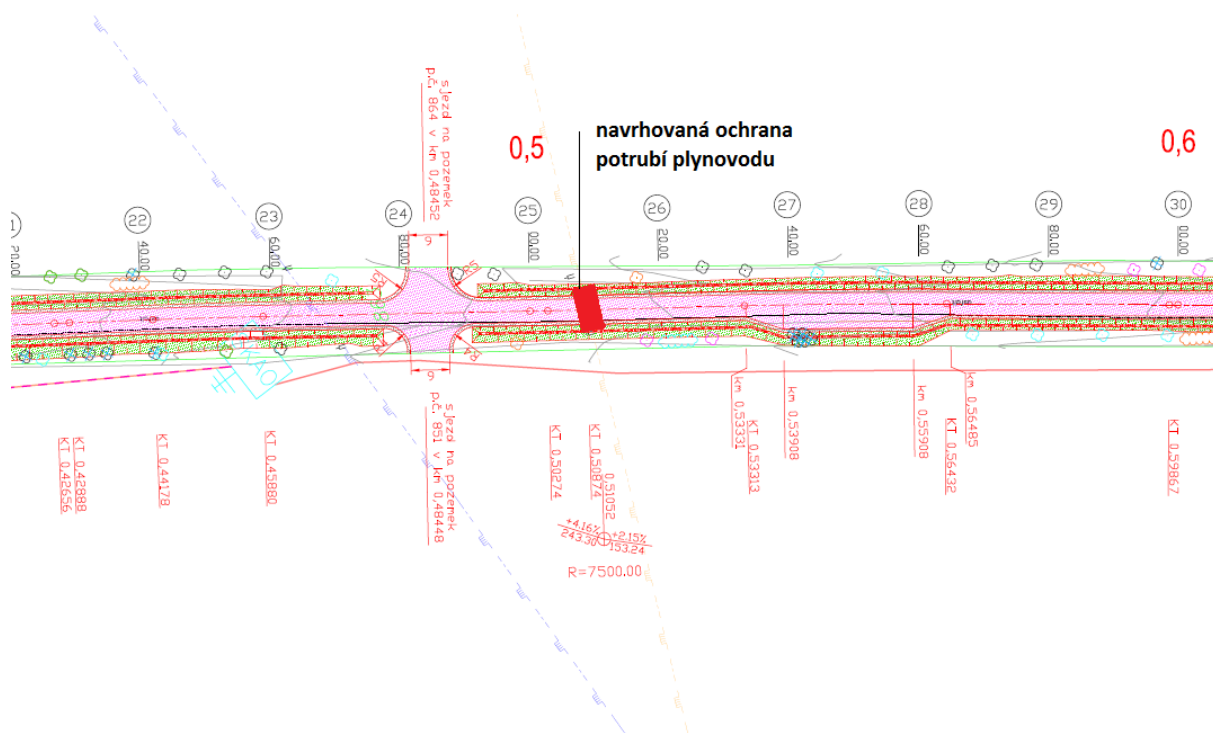 sjezd na pozemek
p.č. 864 v km 0,48452
navrhovaná ochrana
potrubí plynovodu
0,5
0,6
22
23
24
25
26
27
28
29
30
20.00
40.00
60.00
80.00
00.00
20.00
40.00
60.00
80.00
00.00
9
R5
9
R4
sjezd na pozemek
p.č. 851 v km 0,48448
KT 0,42656
KT 0,42888
KT 0,44178
KT 0,45880
KT 0,50274
KT 0,50874
0,51052
+4.16%
243.30
+2.15%
153.24
R=7500.00
km 0,53331
KT 0,53313
km 0,53908
km 0,55908
KT 0,56432
km 0,56485
KT 0,59867